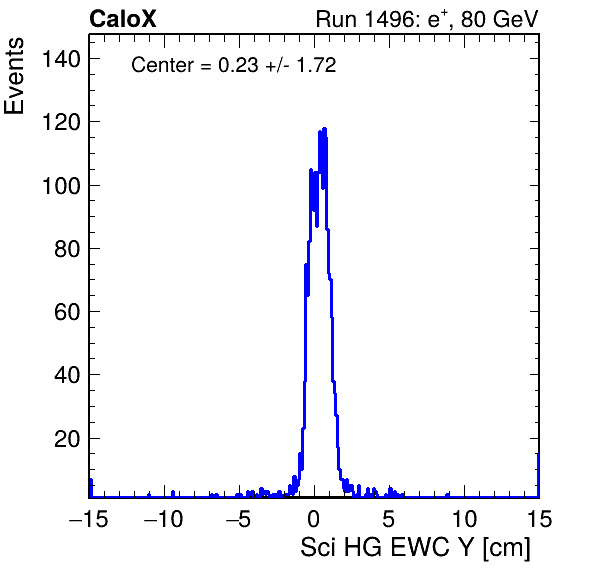 CaloX Run 1496: e⁺, 80 GeV
Center = 0.23 +/- 1.72
Events
140
120
100
80
60
40
20
−15 −10 −5 0 5 10 15
Sci HG EWC Y [cm]